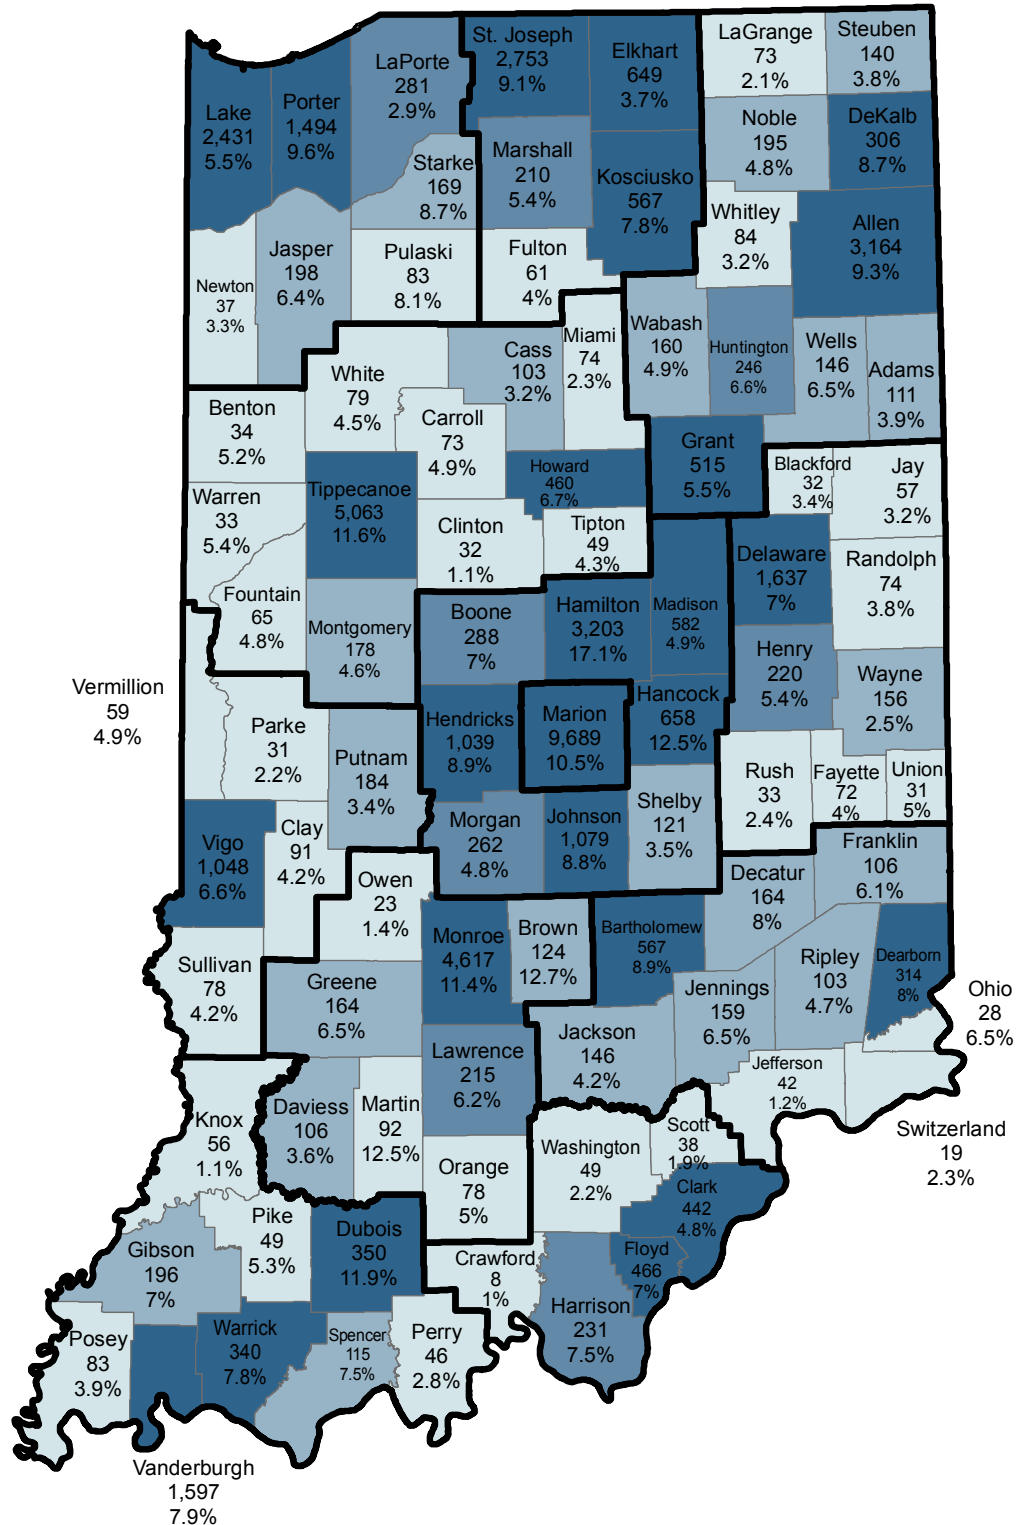 St. Joseph
2,753
9.1%
Elkhart
649
3.7%
LaGrange
73
2.1%
Steuben
140
3.8%
LaPorte
281
2.9%
Lake
2,431
5.5%
Porter
1,494
9.6%
Noble
195
4.8%
DeKalb
306
8.7%
Marshall
210
5.4%
Starke
169
8.7%
Kosciusko
567
7.8%
Whitley
84
3.2%
Allen
3,164
9.3%
Jasper
198
6.4%
Pulaski
83
8.1%
Fulton
61
4%
Newton
37
3.3%
Miami
74
2.3%
Wabash
160
4.9%
Huntington
246
6.6%
Wells
146
6.5%
Adams
111
3.9%
Cass
103
3.2%
White
79
4.5%
Benton
34
5.2%
Carroll
73
4.9%
Grant
515
5.5%
Blackford
32
3.4%
Jay
57
3.2%
Howard
460
6.7%
Tippecanoe
5,063
11.6%
Warren
33
5.4%
Clinton
32
1.1%
Tipton
49
4.3%
Delaware
1,637
7%
Randolph
74
3.8%
Fountain
65
4.8%
Montgomery
178
4.6%
Boone
288
7%
Hamilton
3,203
17.1%
Madison
582
4.9%
Henry
220
5.4%
Wayne
156
2.5%
Vermillion
59
4.9%
Parke
31
2.2%
Putnam
184
3.4%
Hendricks
1,039
8.9%
Marion
9,689
10.5%
Hancock
658
12.5%
Rush
33
2.4%
Fayette
72
4%
Union
31
5%
Vigo
1,048
6.6%
Clay
91
4.2%
Morgan
262
4.8%
Johnson
1,079
8.8%
Shelby
121
3.5%
Franklin
106
6.1%
Decatur
164
8%
Owen
23
1.4%
Monroe
4,617
11.4%
Brown
124
12.7%
Bartholomew
567
8.9%
Ripley
103
4.7%
Dearborn
314
8%
Sullivan
78
4.2%
Greene
164
6.5%
Jennings
159
6.5%
Ohio
28
6.5%
Jackson
146
4.2%
Lawrence
215
6.2%
Jefferson
42
1.2%
Switzerland
19
2.3%
Knox
56
1.1%
Daviess
106
3.6%
Martin
92
12.5%
Orange
78
5%
Washington
49
2.2%
Scott
38
1.9%
Clark
442
4.8%
Pike
49
5.3%
Dubois
350
11.9%
Gibson
196
7%
Crawford
8
1%
Floyd
466
7%
Harrison
231
7.5%
Posey
83
3.9%
Warrick
340
7.8%
Spencer
115
7.5%
Perry
46
2.8%
Vanderburgh
1,597
7.9%